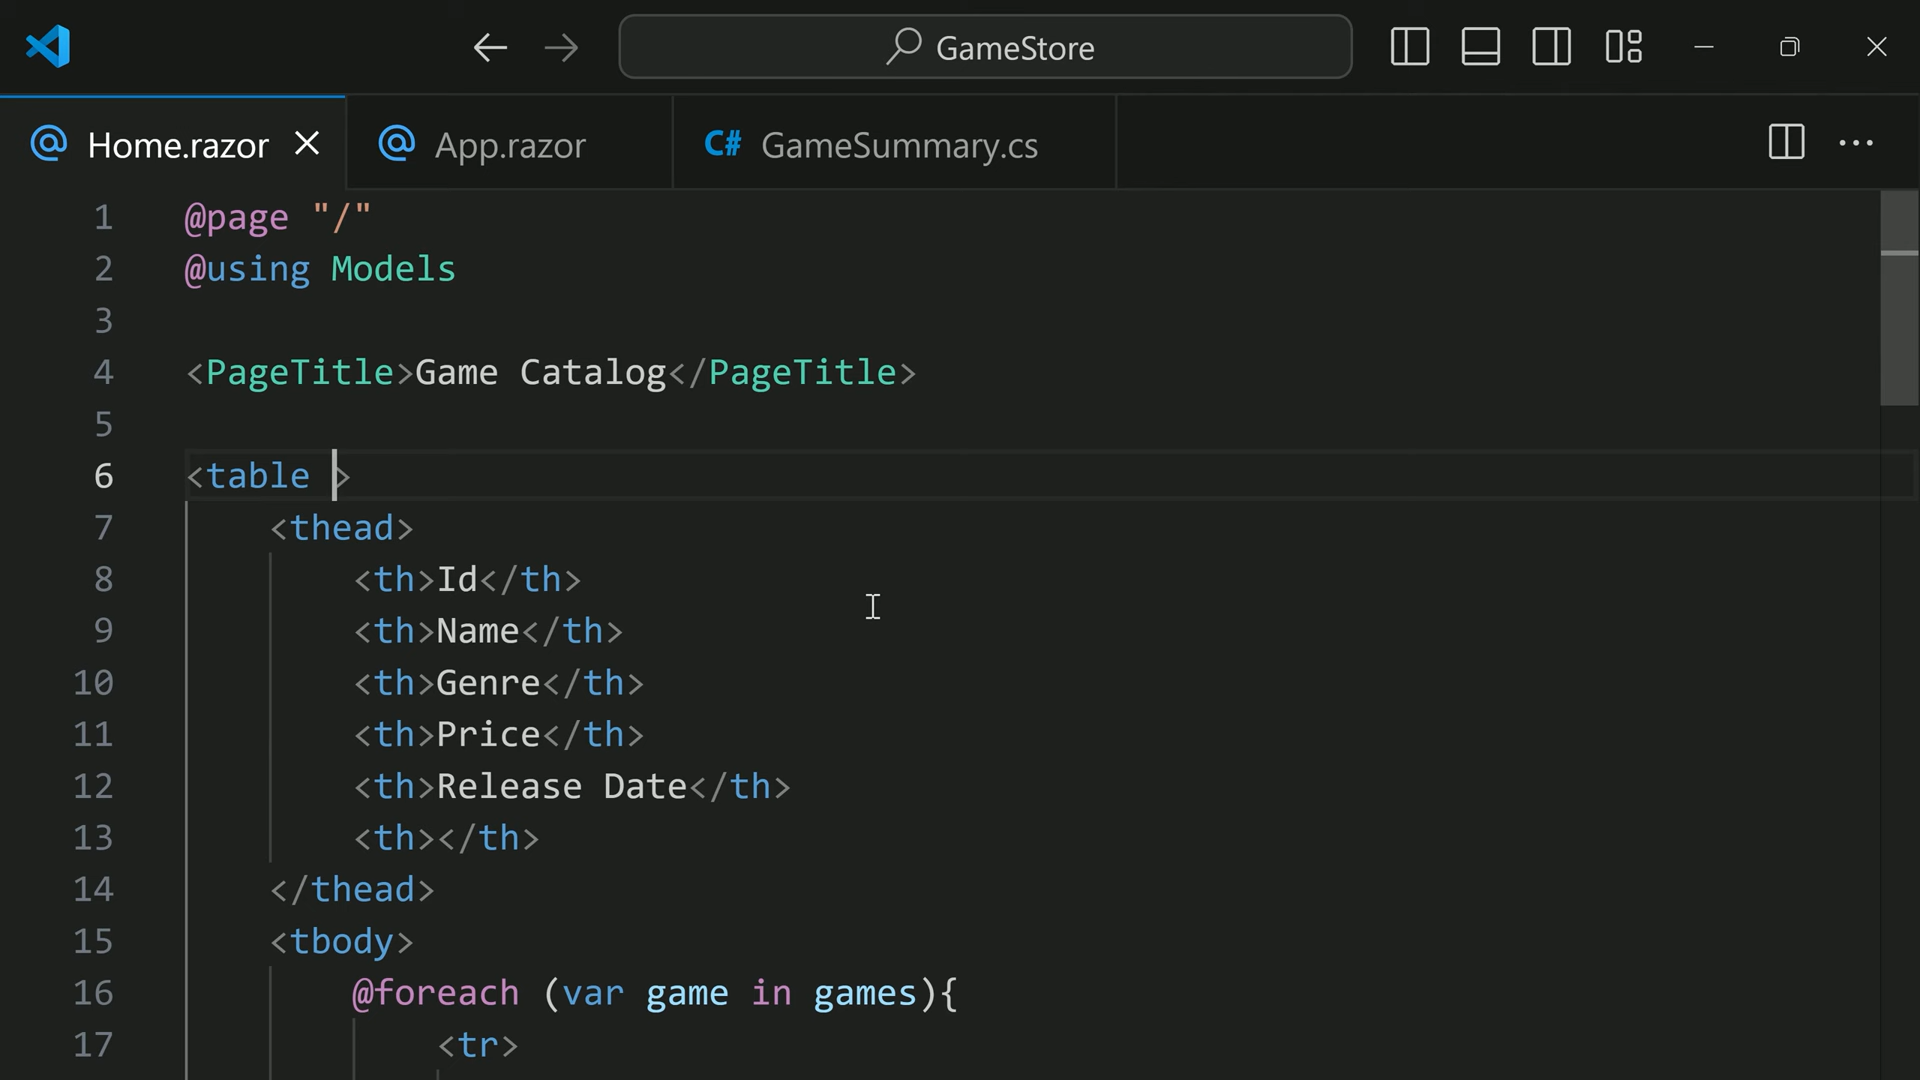 GameStore
Home.razor
App.razor
C# GameSummary.cs
1 @page "/"
2 @using Models
3
4 <PageTitle>Game Catalog</PageTitle>
5
6 <table >
7 <thead>
8 <th>Id</th>
9 <th>Name</th>
10 <th>Genre</th>
11 <th>Price</th>
12 <th>Release Date</th>
13 <th></th>
14 </thead>
15 <tbody>
16 @foreach (var game in games){
17 <tr>